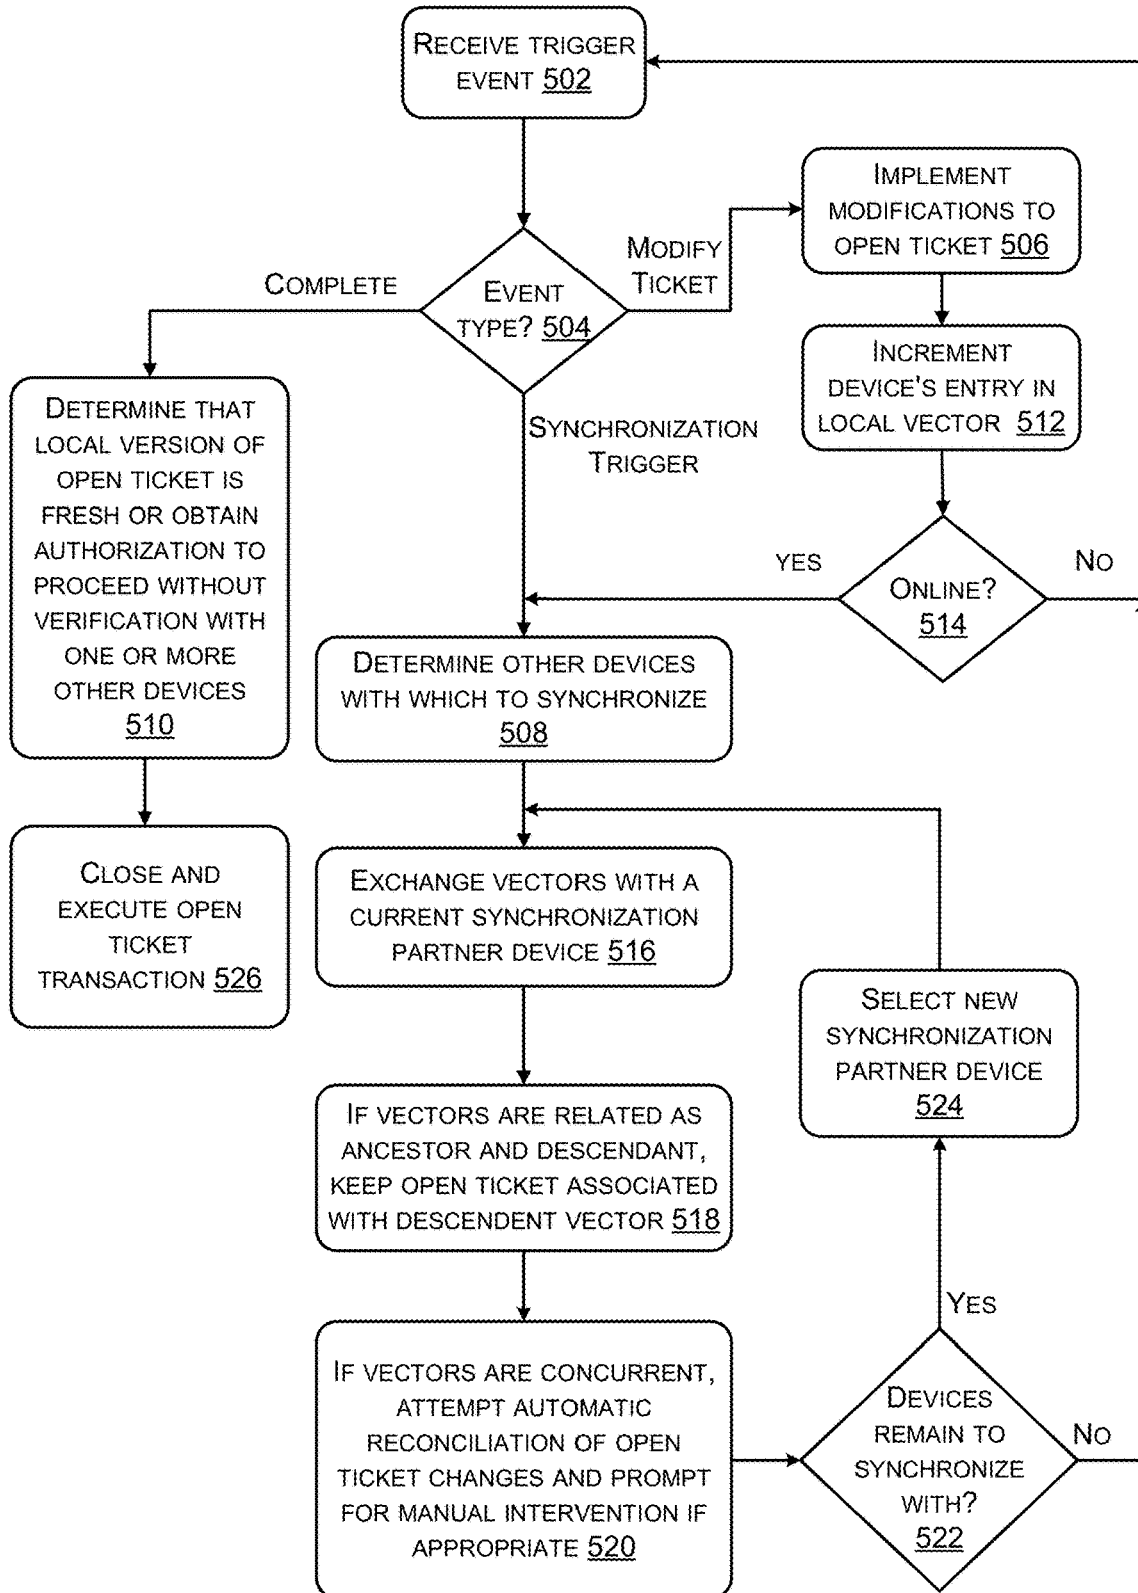 RECEIVE TRIGGER
EVENT 502
IMPLEMENT
MODIFICATIONS TO
OPEN TICKET 506
MODIFY
TICKET
COMPLETE
EVENT
TYPE? 504
INCREMENT
DEVICE'S ENTRY IN
LOCAL VECTOR 512
DETERMINE THAT
LOCAL VERSION OF
OPEN TICKET IS
FRESH OR OBTAIN
AUTHORIZATION TO
PROCEED WITHOUT
VERIFICATION WITH
ONE OR MORE
OTHER DEVICES
510
SYNCHRONIZATION
TRIGGER
YES
ONLINE?
514
NO
DETERMINE OTHER DEVICES
WITH WHICH TO SYNCHRONIZE
508
CLOSE AND
EXECUTE OPEN
TICKET
TRANSACTION 526
EXCHANGE VECTORS WITH A
CURRENT SYNCHRONIZATION
PARTNER DEVICE 516
SELECT NEW
SYNCHRONIZATION
PARTNER DEVICE
524
IF VECTORS ARE RELATED AS
ANCESTOR AND DESCENDANT,
KEEP OPEN TICKET ASSOCIATED
WITH DESCENDENT VECTOR 518
YES
IF VECTORS ARE CONCURRENT,
ATTEMPT AUTOMATIC
RECONCILIATION OF OPEN
TICKET CHANGES AND PROMPT
FOR MANUAL INTERVENTION IF
APPROPRIATE 520
DEVICES
REMAIN TO
SYNCHRONIZE
WITH?
522
NO